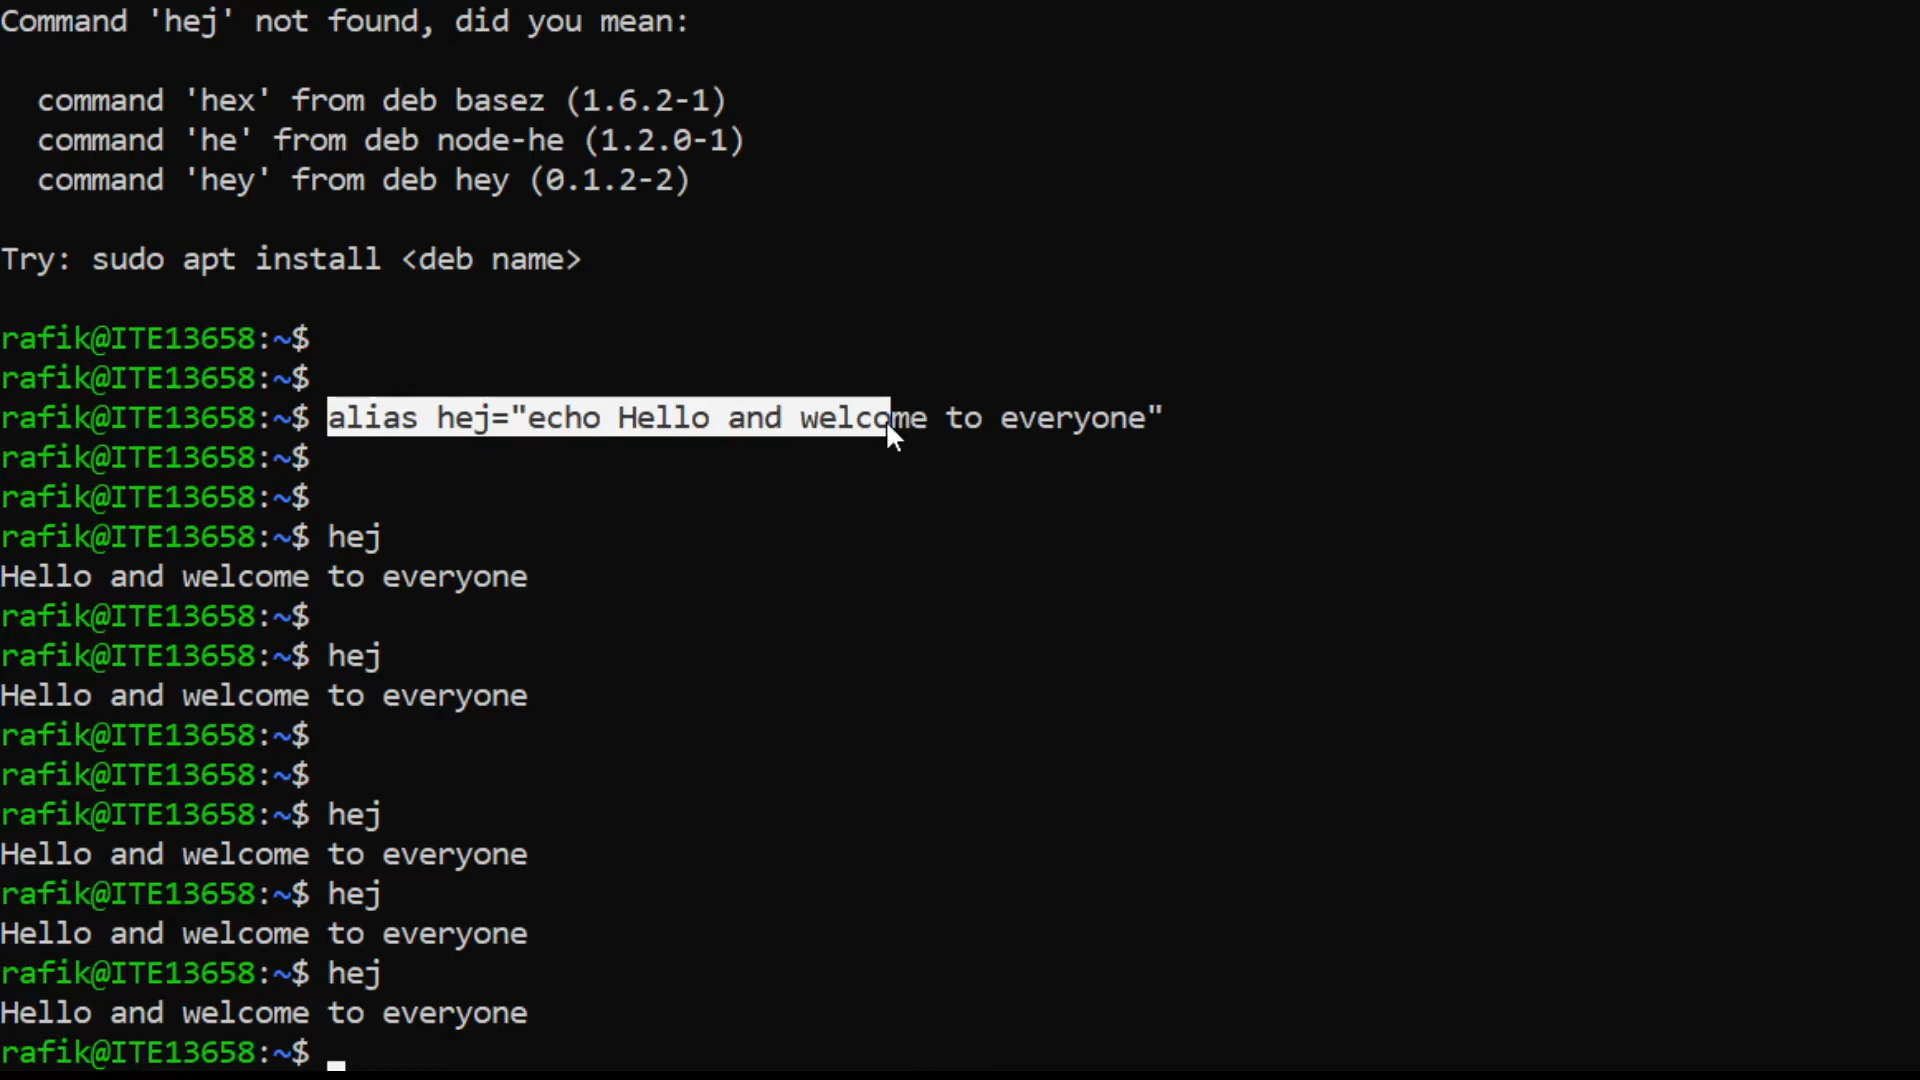 Command 'hej' not found, did you mean:
command 'hex' from deb basez (1.6.2-1)
command 'he' from deb node-he (1.2.0-1)
command 'hey' from deb hey (0.1.2-2)
Try: sudo apt install <deb name>
rafik@ITE13658:~$
rafik@ITE13658:~$
rafik@ITE13658:~$ alias hej="echo Hello and welcome to everyone"
rafik@ITE13658:~$
rafik@ITE13658:~$
rafik@ITE13658:~$ hej
Hello and welcome to everyone
rafik@ITE13658:~$
rafik@ITE13658:~$ hej
Hello and welcome to everyone
rafik@ITE13658:~$
rafik@ITE13658:~$
rafik@ITE13658:~$ hej
Hello and welcome to everyone
rafik@ITE13658:~$ hej
Hello and welcome to everyone
rafik@ITE13658:~$ hej
Hello and welcome to everyone
rafik@ITE13658:~$